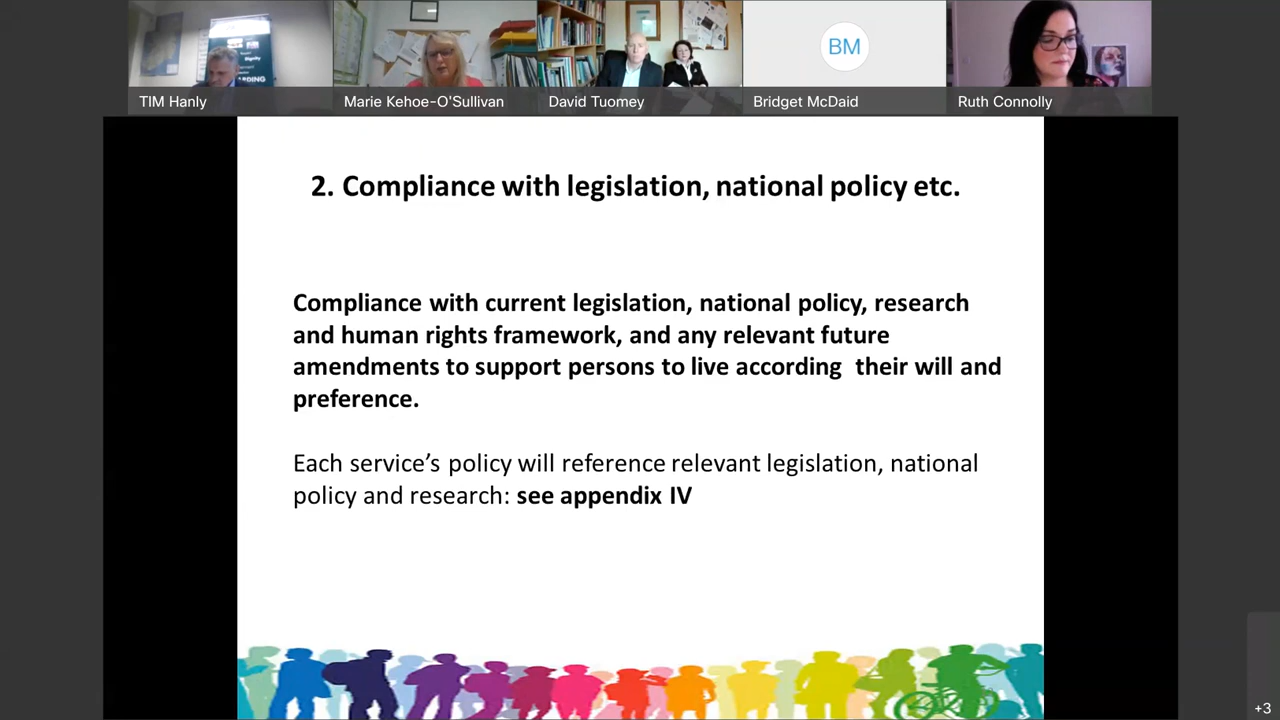 TIM Hanly
Marie Kehoe-O'Sullivan
David Tuomey
BM
Bridget McDaid
Ruth Connolly
2. Compliance with legislation, national policy etc.
Compliance with current legislation, national policy, research
and human rights framework, and any relevant future
amendments to support persons to live according  their will and
preference.
Each service’s policy will reference relevant legislation, national
policy and research: see appendix IV
+3